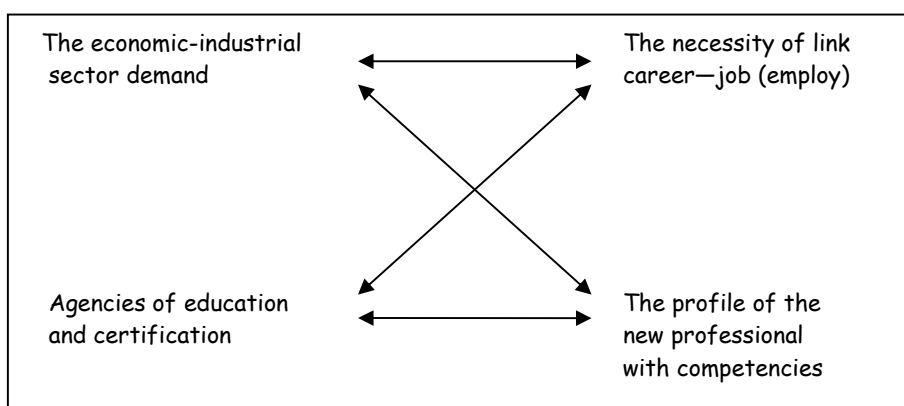 The economic-industrial
sector demand
The necessity of link
career—job (employ)
Agencies of education
and certification
The profile of the
new professional
with competencies